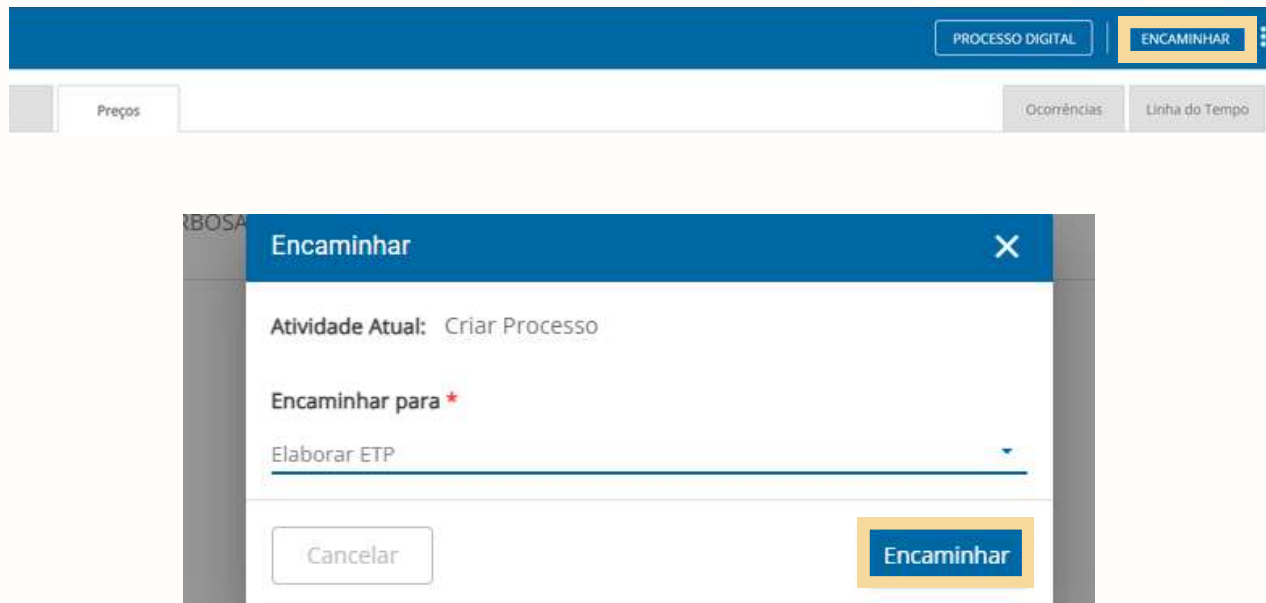 PROCESSO DIGITAL ENCAMINHAR
Preços Ocorrências Linha do Tempo
RBOSA
Encaminhar
Atividade Atual: Criar Processo
Encaminhar para *
Elaborar ETP
Cancelar Encaminhar